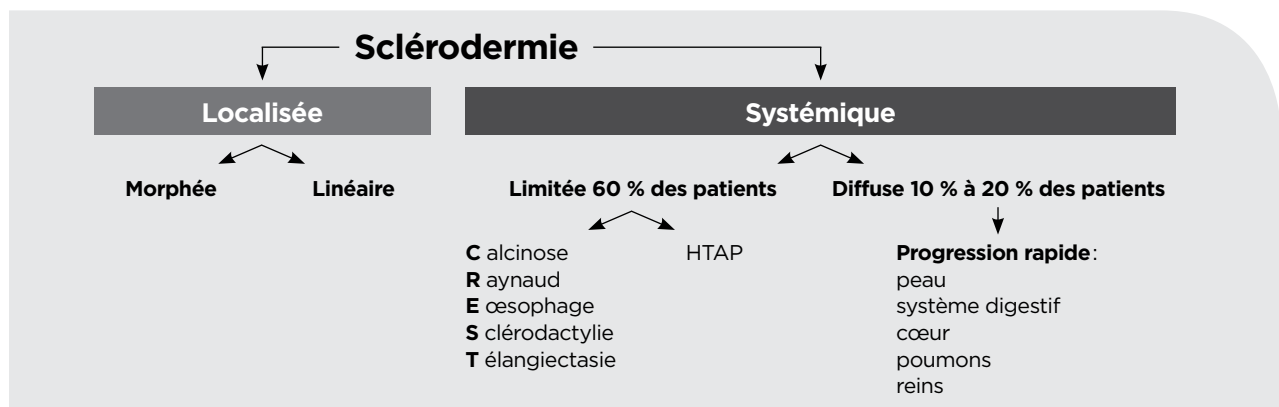 Sclérodermie
Localisée
Systémique
Morphée
Linéaire
Limitée 60 % des patients
Diffuse 10 % à 20 % des patients
C alcinose
R aynaud
E œsophage
S clérodactylie
T élangiectasie
HTAP
Progression rapide :
peau
système digestif
cœur
poumons
reins